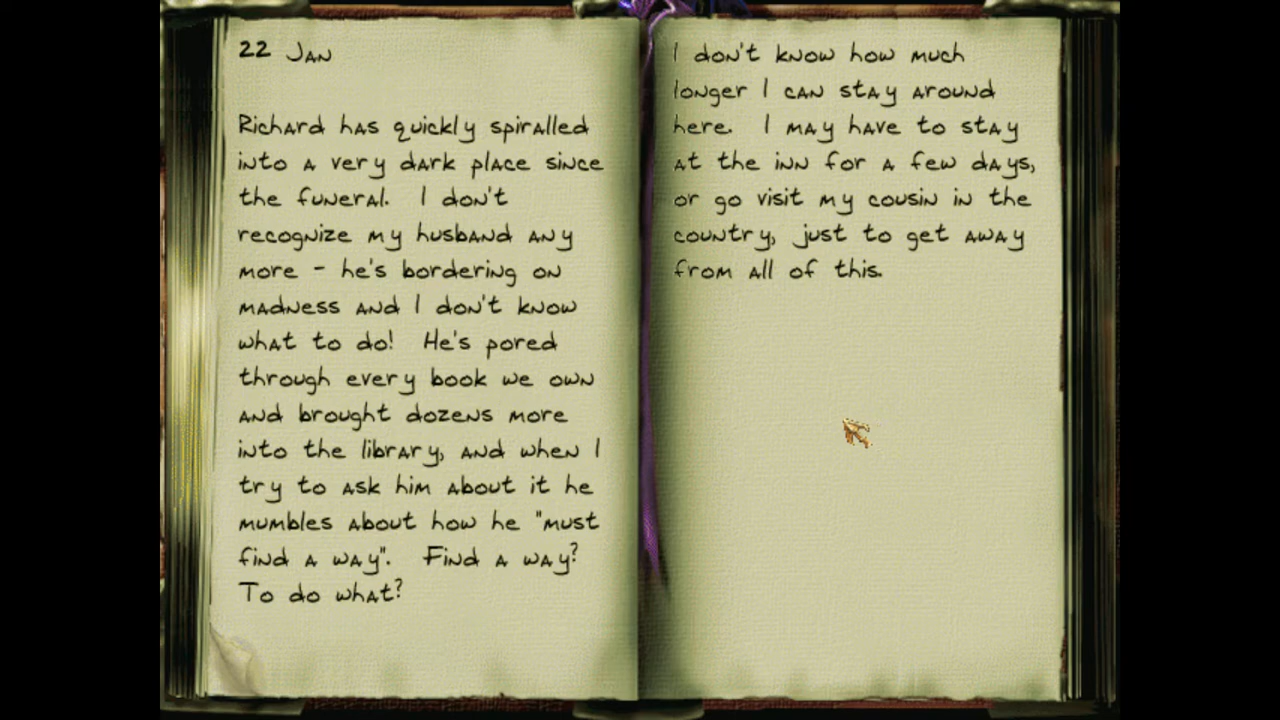 22 Jan
Richard has quickly spiralled
into a very dark place since
the funeral. I don't
recognize my husband any
more - he's bordering on
madness and I don't know
what to do! He's pored
through every book we own
and brought dozens more
into the library, and when I
try to ask him about it he
mumbles about how he "must
find a way". Find a way?
To do what?
I don't know how much
longer I can stay around
here. I may have to stay
at the inn for a few days,
or go visit my cousin in the
country, just to get away
from all of this.